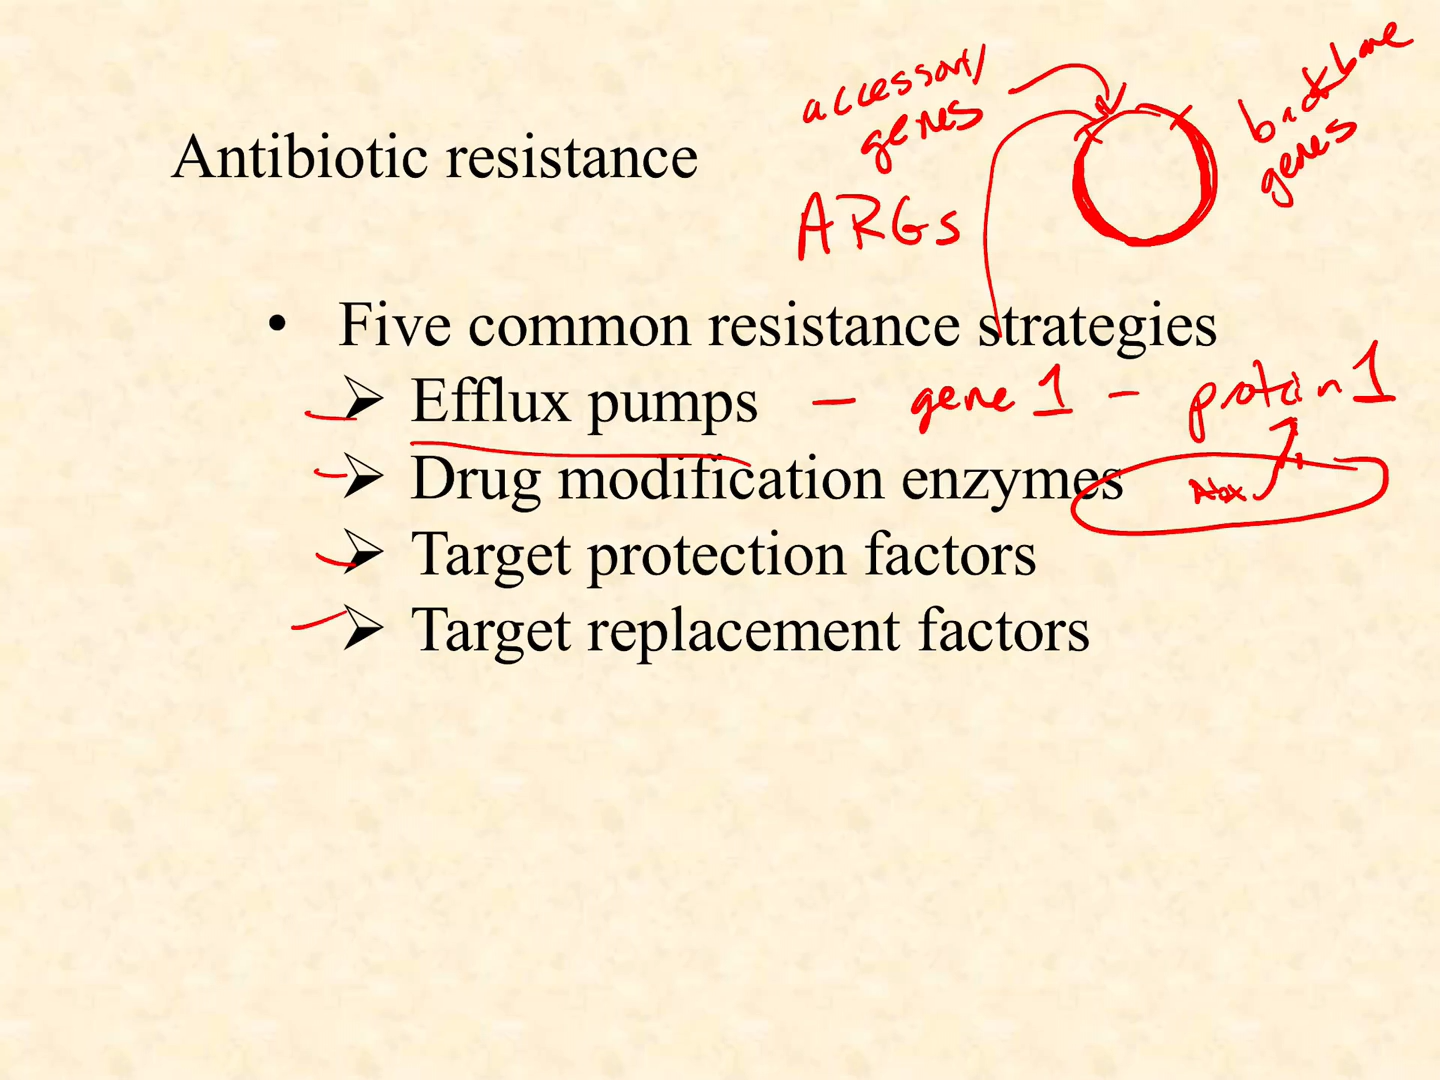 accessory
genes
backbone
genes
Antibiotic resistance
ARGs
• Five common resistance strategies
➢ Efflux pumps – gene 1 – protein 1
➢ Drug modification enzymes Abx
➢ Target protection factors
➢ Target replacement factors